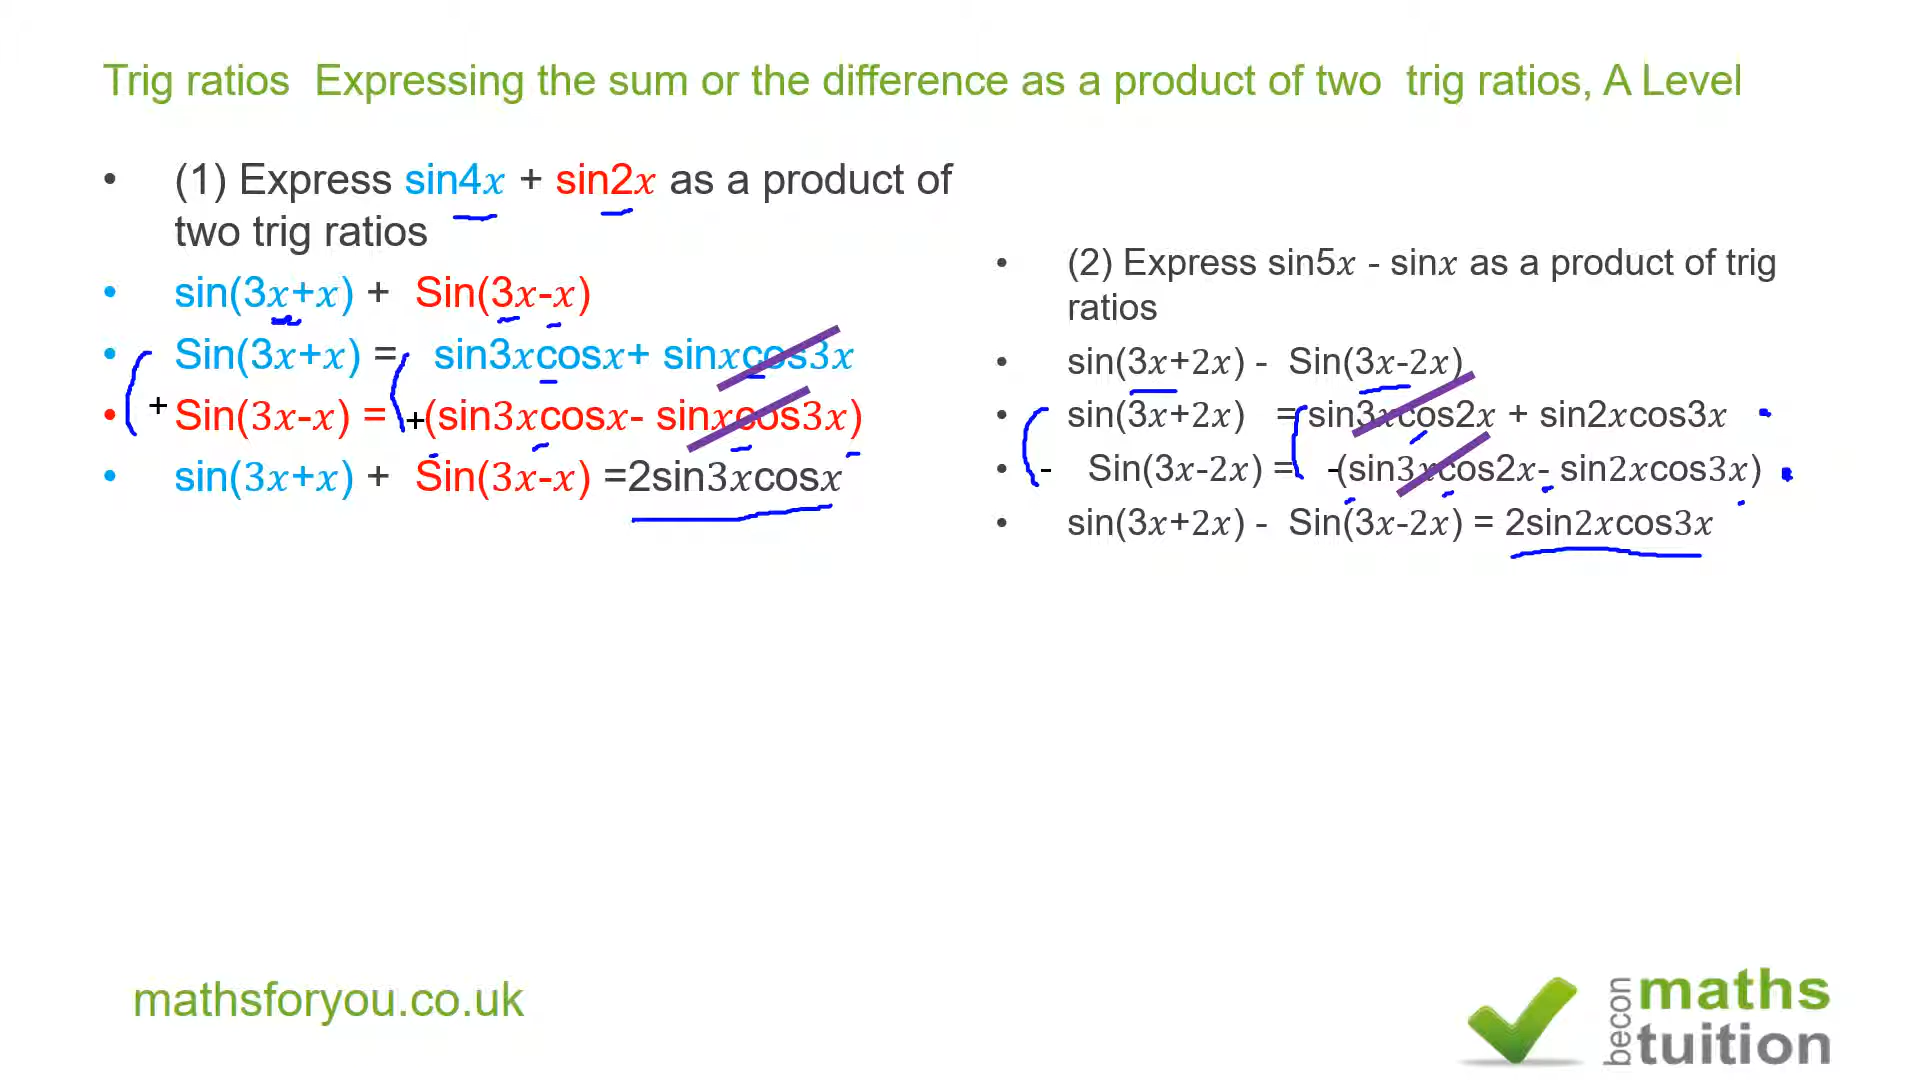 Trig ratios  Expressing the sum or the difference as a product of two  trig ratios, A Level
• (1) Express sin4x + sin2x as a product of
two trig ratios
• sin(3x+x) +  Sin(3x-x)
• Sin(3x+x) =   sin3xcosx+ sinxcos3x
• + Sin(3x-x) =  +(sin3xcosx- sinxcos3x)
• sin(3x+x) +  Sin(3x-x) =2sin3xcosx
• (2) Express sin5x - sinx as a product of trig
ratios
• sin(3x+2x) -  Sin(3x-2x)
• sin(3x+2x)   = sin3xcos2x + sin2xcos3x
• -   Sin(3x-2x) =   -(sin3xcos2x- sin2xcos3x)
• sin(3x+2x) -  Sin(3x-2x) = 2sin2xcos3x
mathsforyou.co.uk
becon
maths
tuition